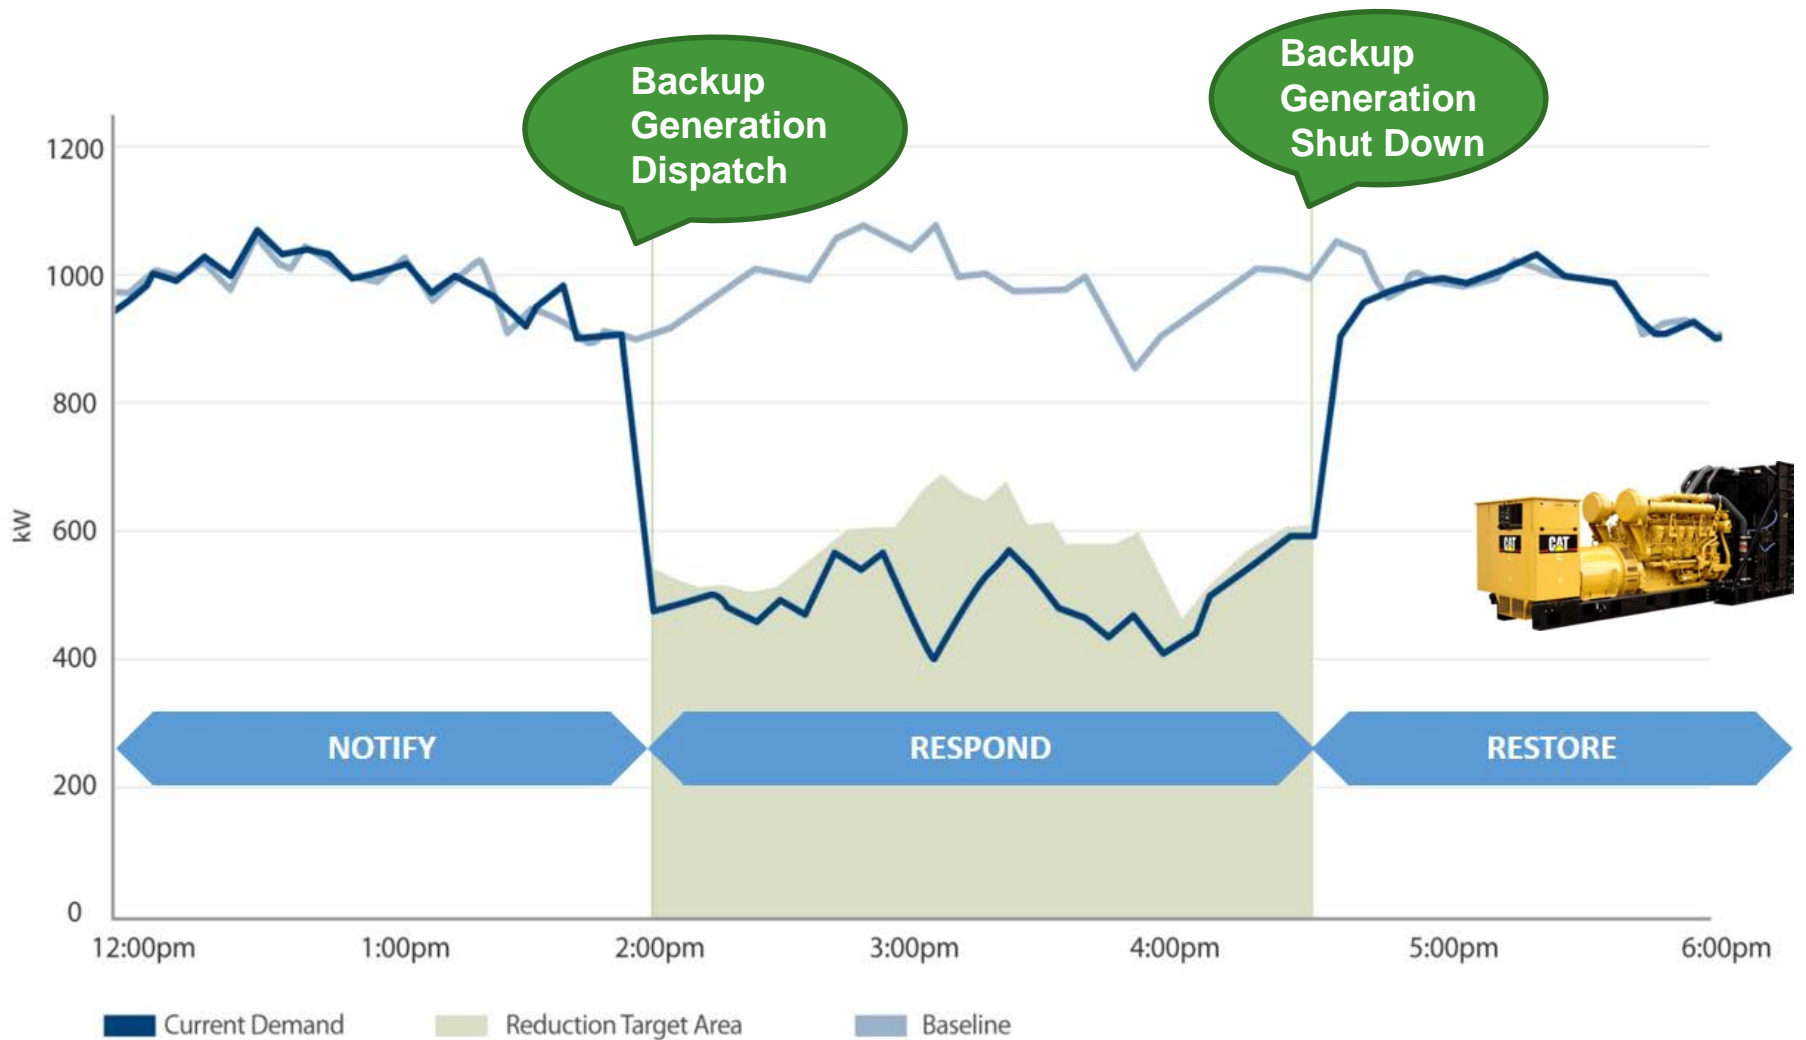 Backup
Generation
Dispatch
Backup
Generation
Shut Down
1200
1000
800
600
400
200
0
kW
CAT
CAT
NOTIFY
RESPOND
RESTORE
12:00pm
1:00pm
2:00pm
3:00pm
4:00pm
5:00pm
6:00pm
Current Demand
Reduction Target Area
Baseline